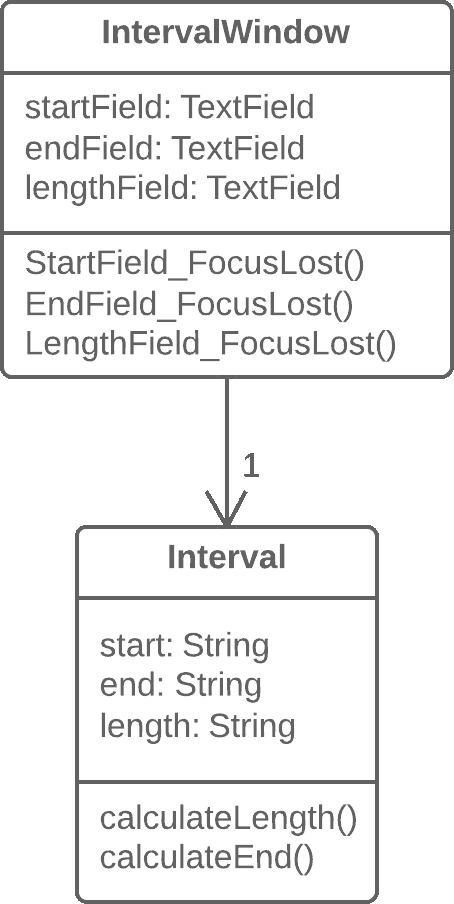 IntervalWindow
startField: TextField
endField: TextField
lengthField: TextField
StartField_FocusLost()
EndField_FocusLost()
LengthField_FocusLost()
1
Interval
start: String
end: String
length: String
calculateLength()
calculateEnd()